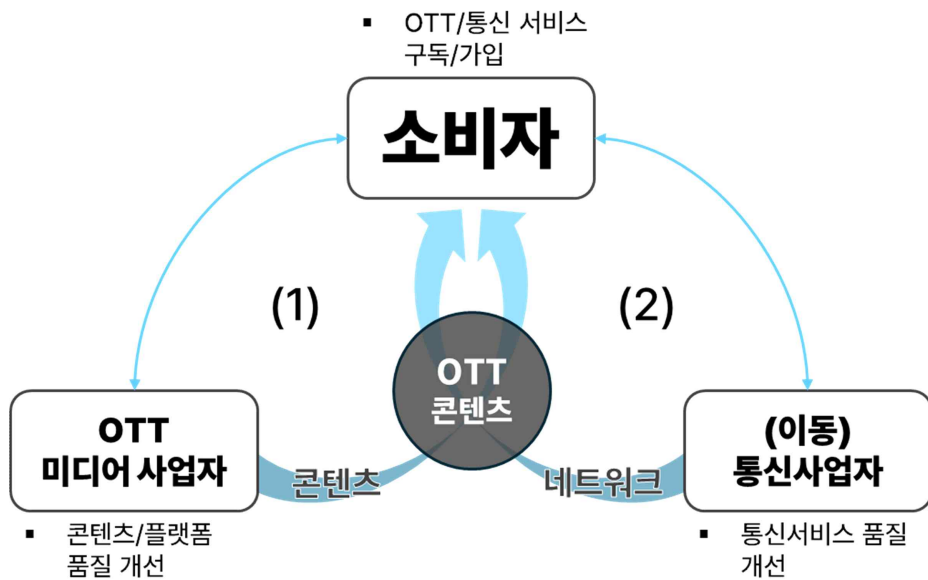 ▪ OTT/통신 서비스
구독/가입
소비자
(1)
(2)
OTT
콘텐츠
OTT
미디어 사업자
콘텐츠
네트워크
(이동)
통신사업자
▪ 콘텐츠/플랫폼
품질 개선
▪ 통신서비스 품질
개선